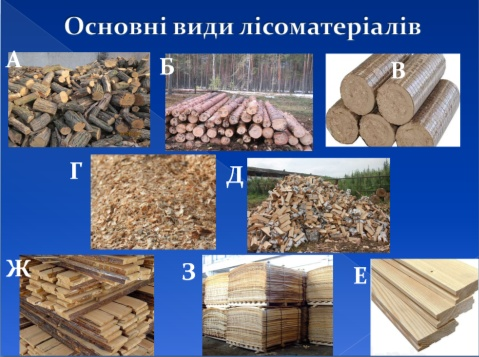 Основні види лісоматеріалів
А
Б
В
Г
Д
Ж
З
Е